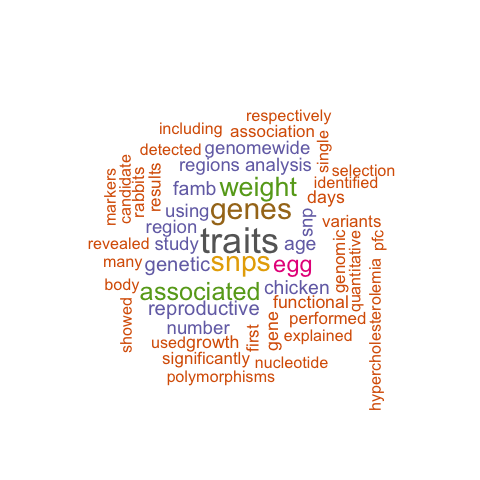 respectively
including
association
detected
genomewide
single
regions
analysis
selection
candidate
markers
rabbits
results
famb
weight
identified
days
using
genes
snp
variants
region
revealed
study
traits
age
genomic
quantitative
pfc
many
genetic
snps
egg
body
associated
chicken
functional
hypercholesterolemia
showed
reproductive
performed
number
first
gene
explained
used
growth
significantly
nucleotide
polymorphisms